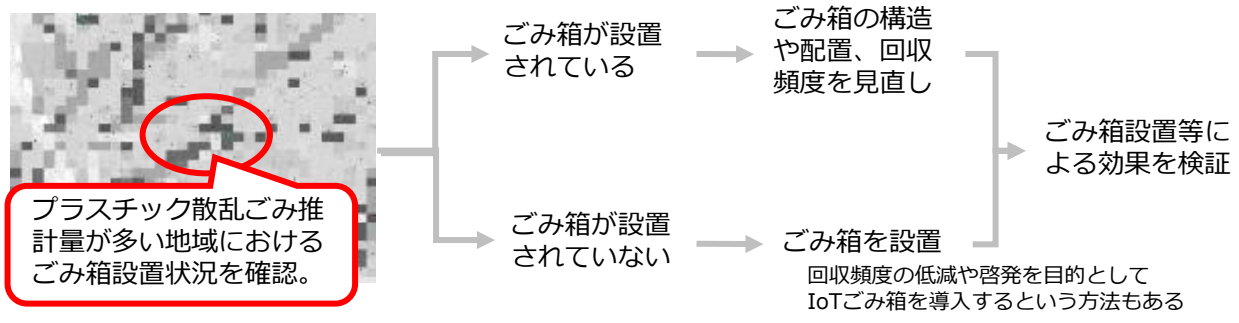 プラスチック散乱ごみ推
計量が多い地域における
ごみ箱設置状況を確認。
ごみ箱が設置
されている
ごみ箱の構造
や配置、回収
頻度を見直し
ごみ箱が設置
されていない
ごみ箱を設置
回収頻度の低減や啓発を目的として
IoTごみ箱を導入するという方法もある
ごみ箱設置等に
よる効果を検証